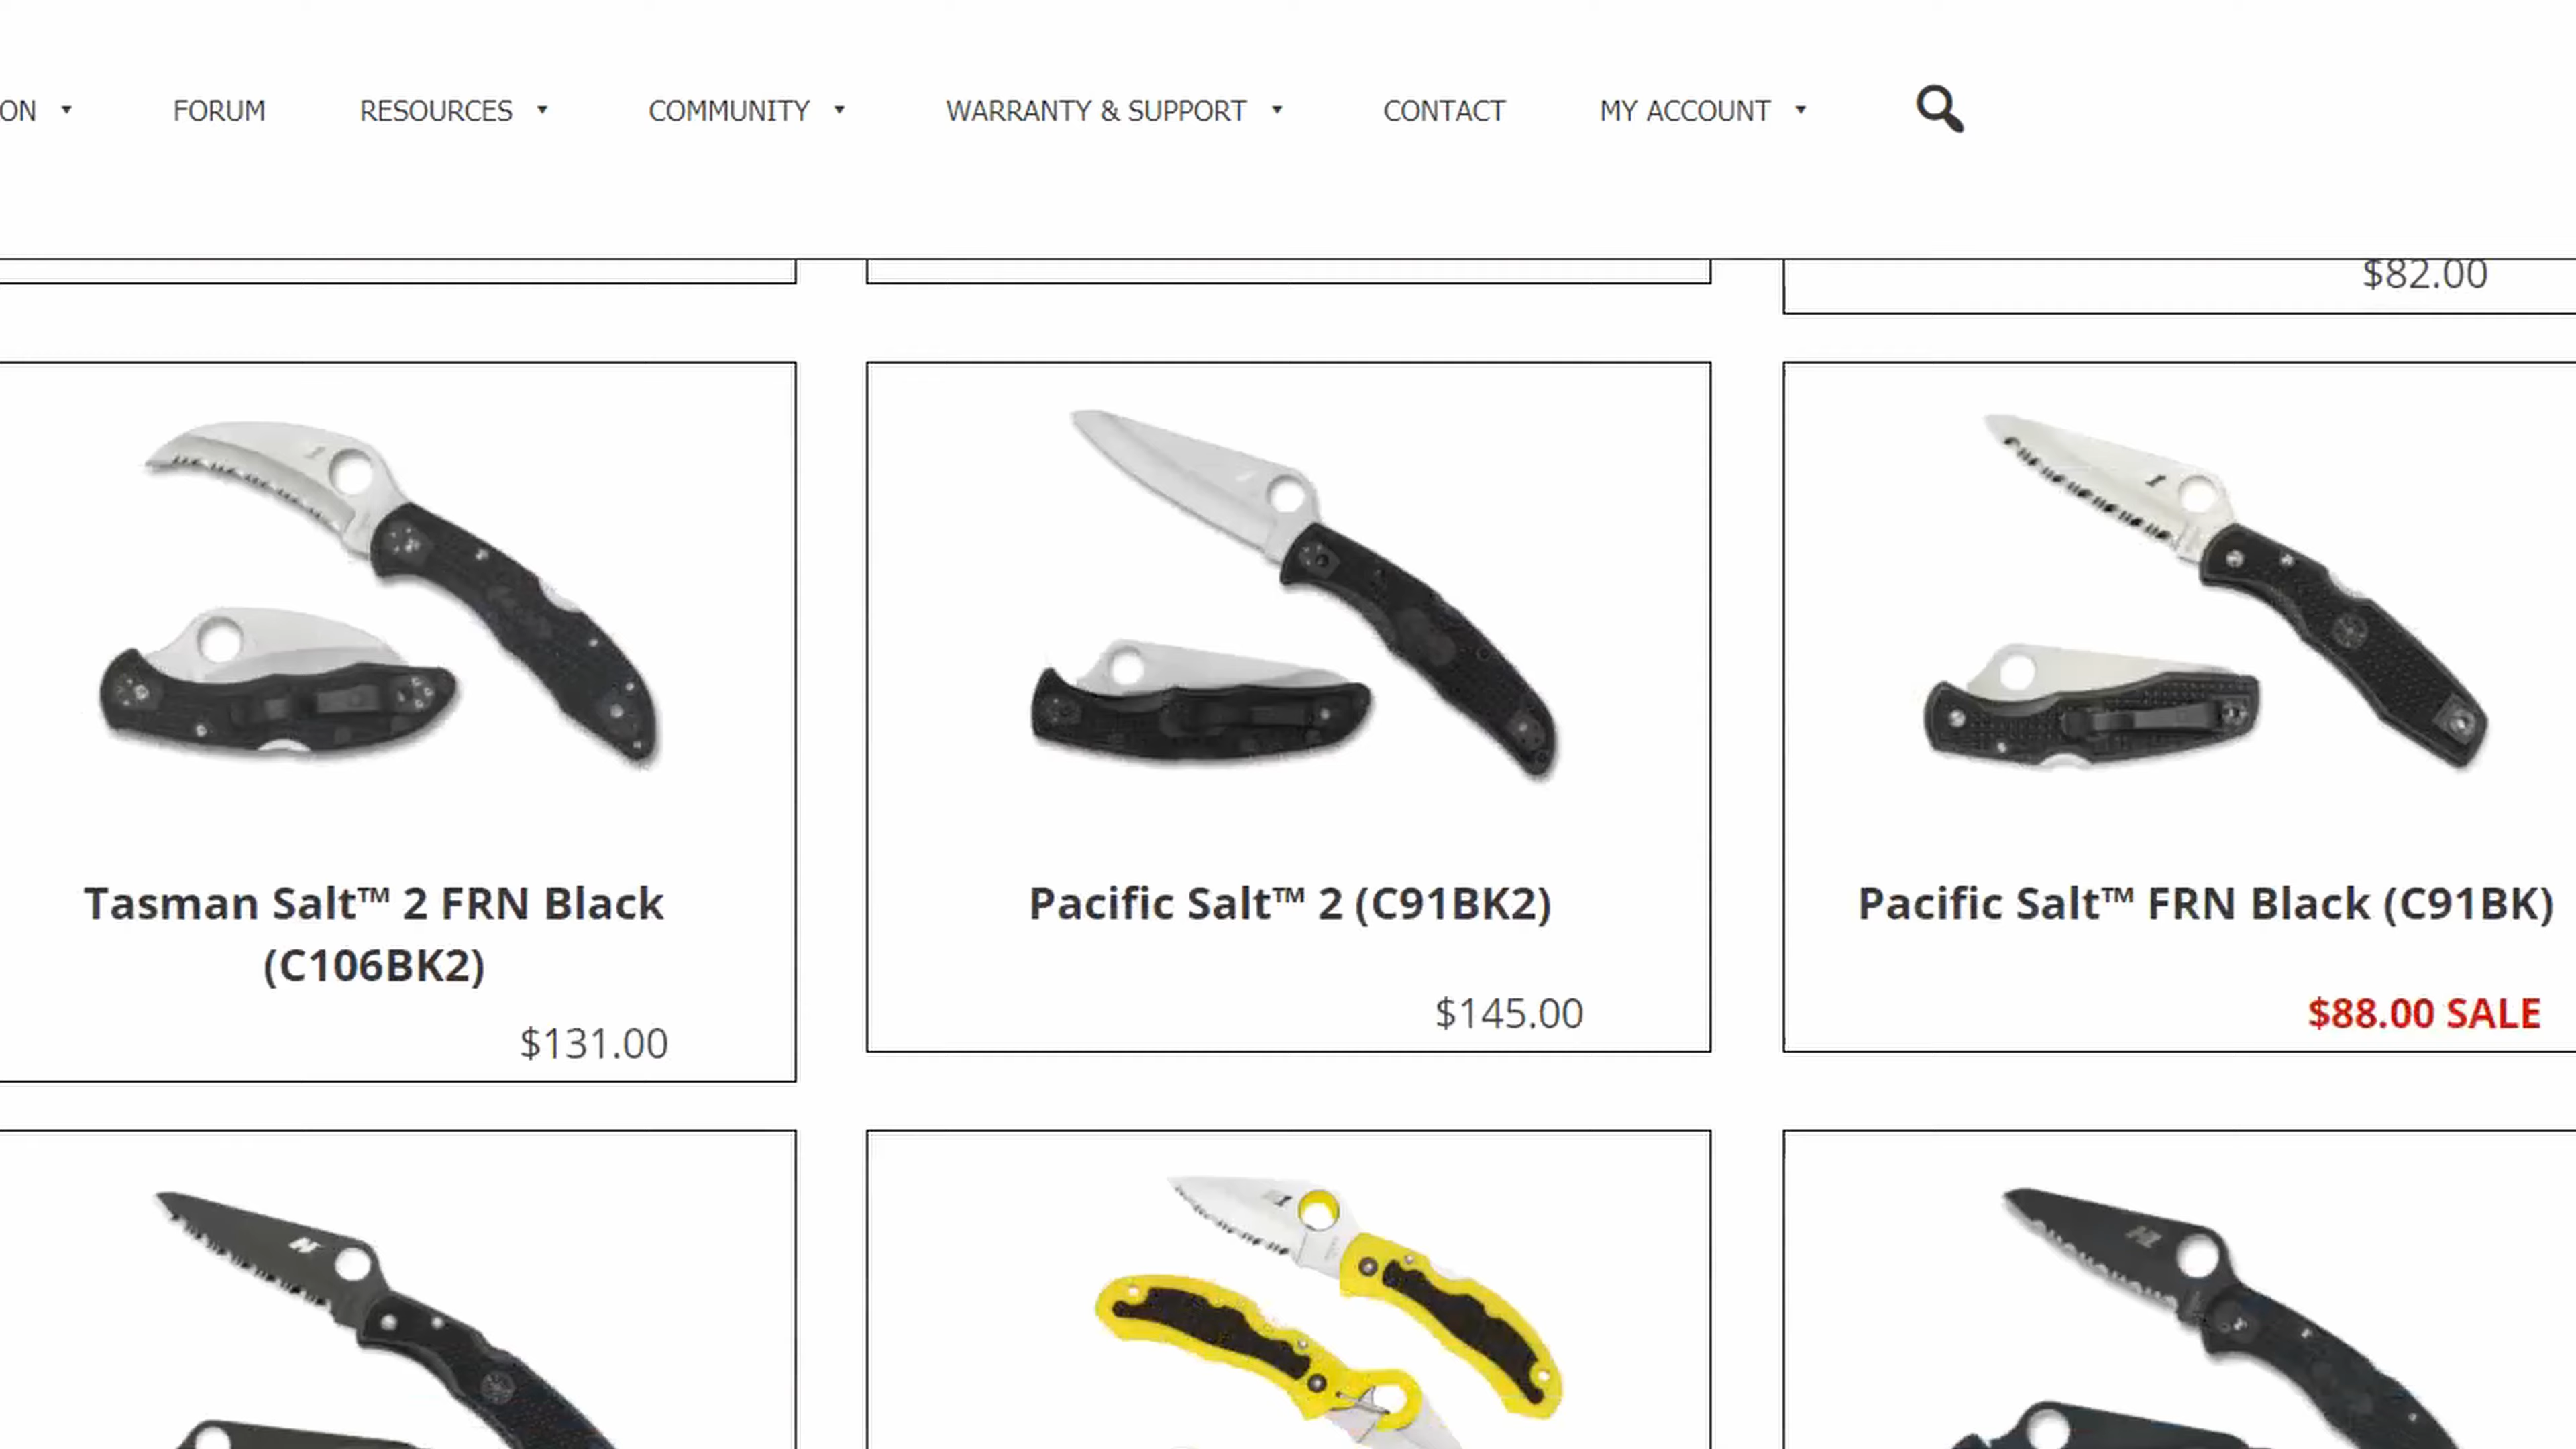 ON FORUM RESOURCES COMMUNITY WARRANTY & SUPPORT CONTACT MY ACCOUNT
$82.00
Tasman Salt™ 2 FRN Black
(C106BK2)
$131.00
Pacific Salt™ 2 (C91BK2)
$145.00
Pacific Salt™ FRN Black (C91BK)
$88.00 SALE